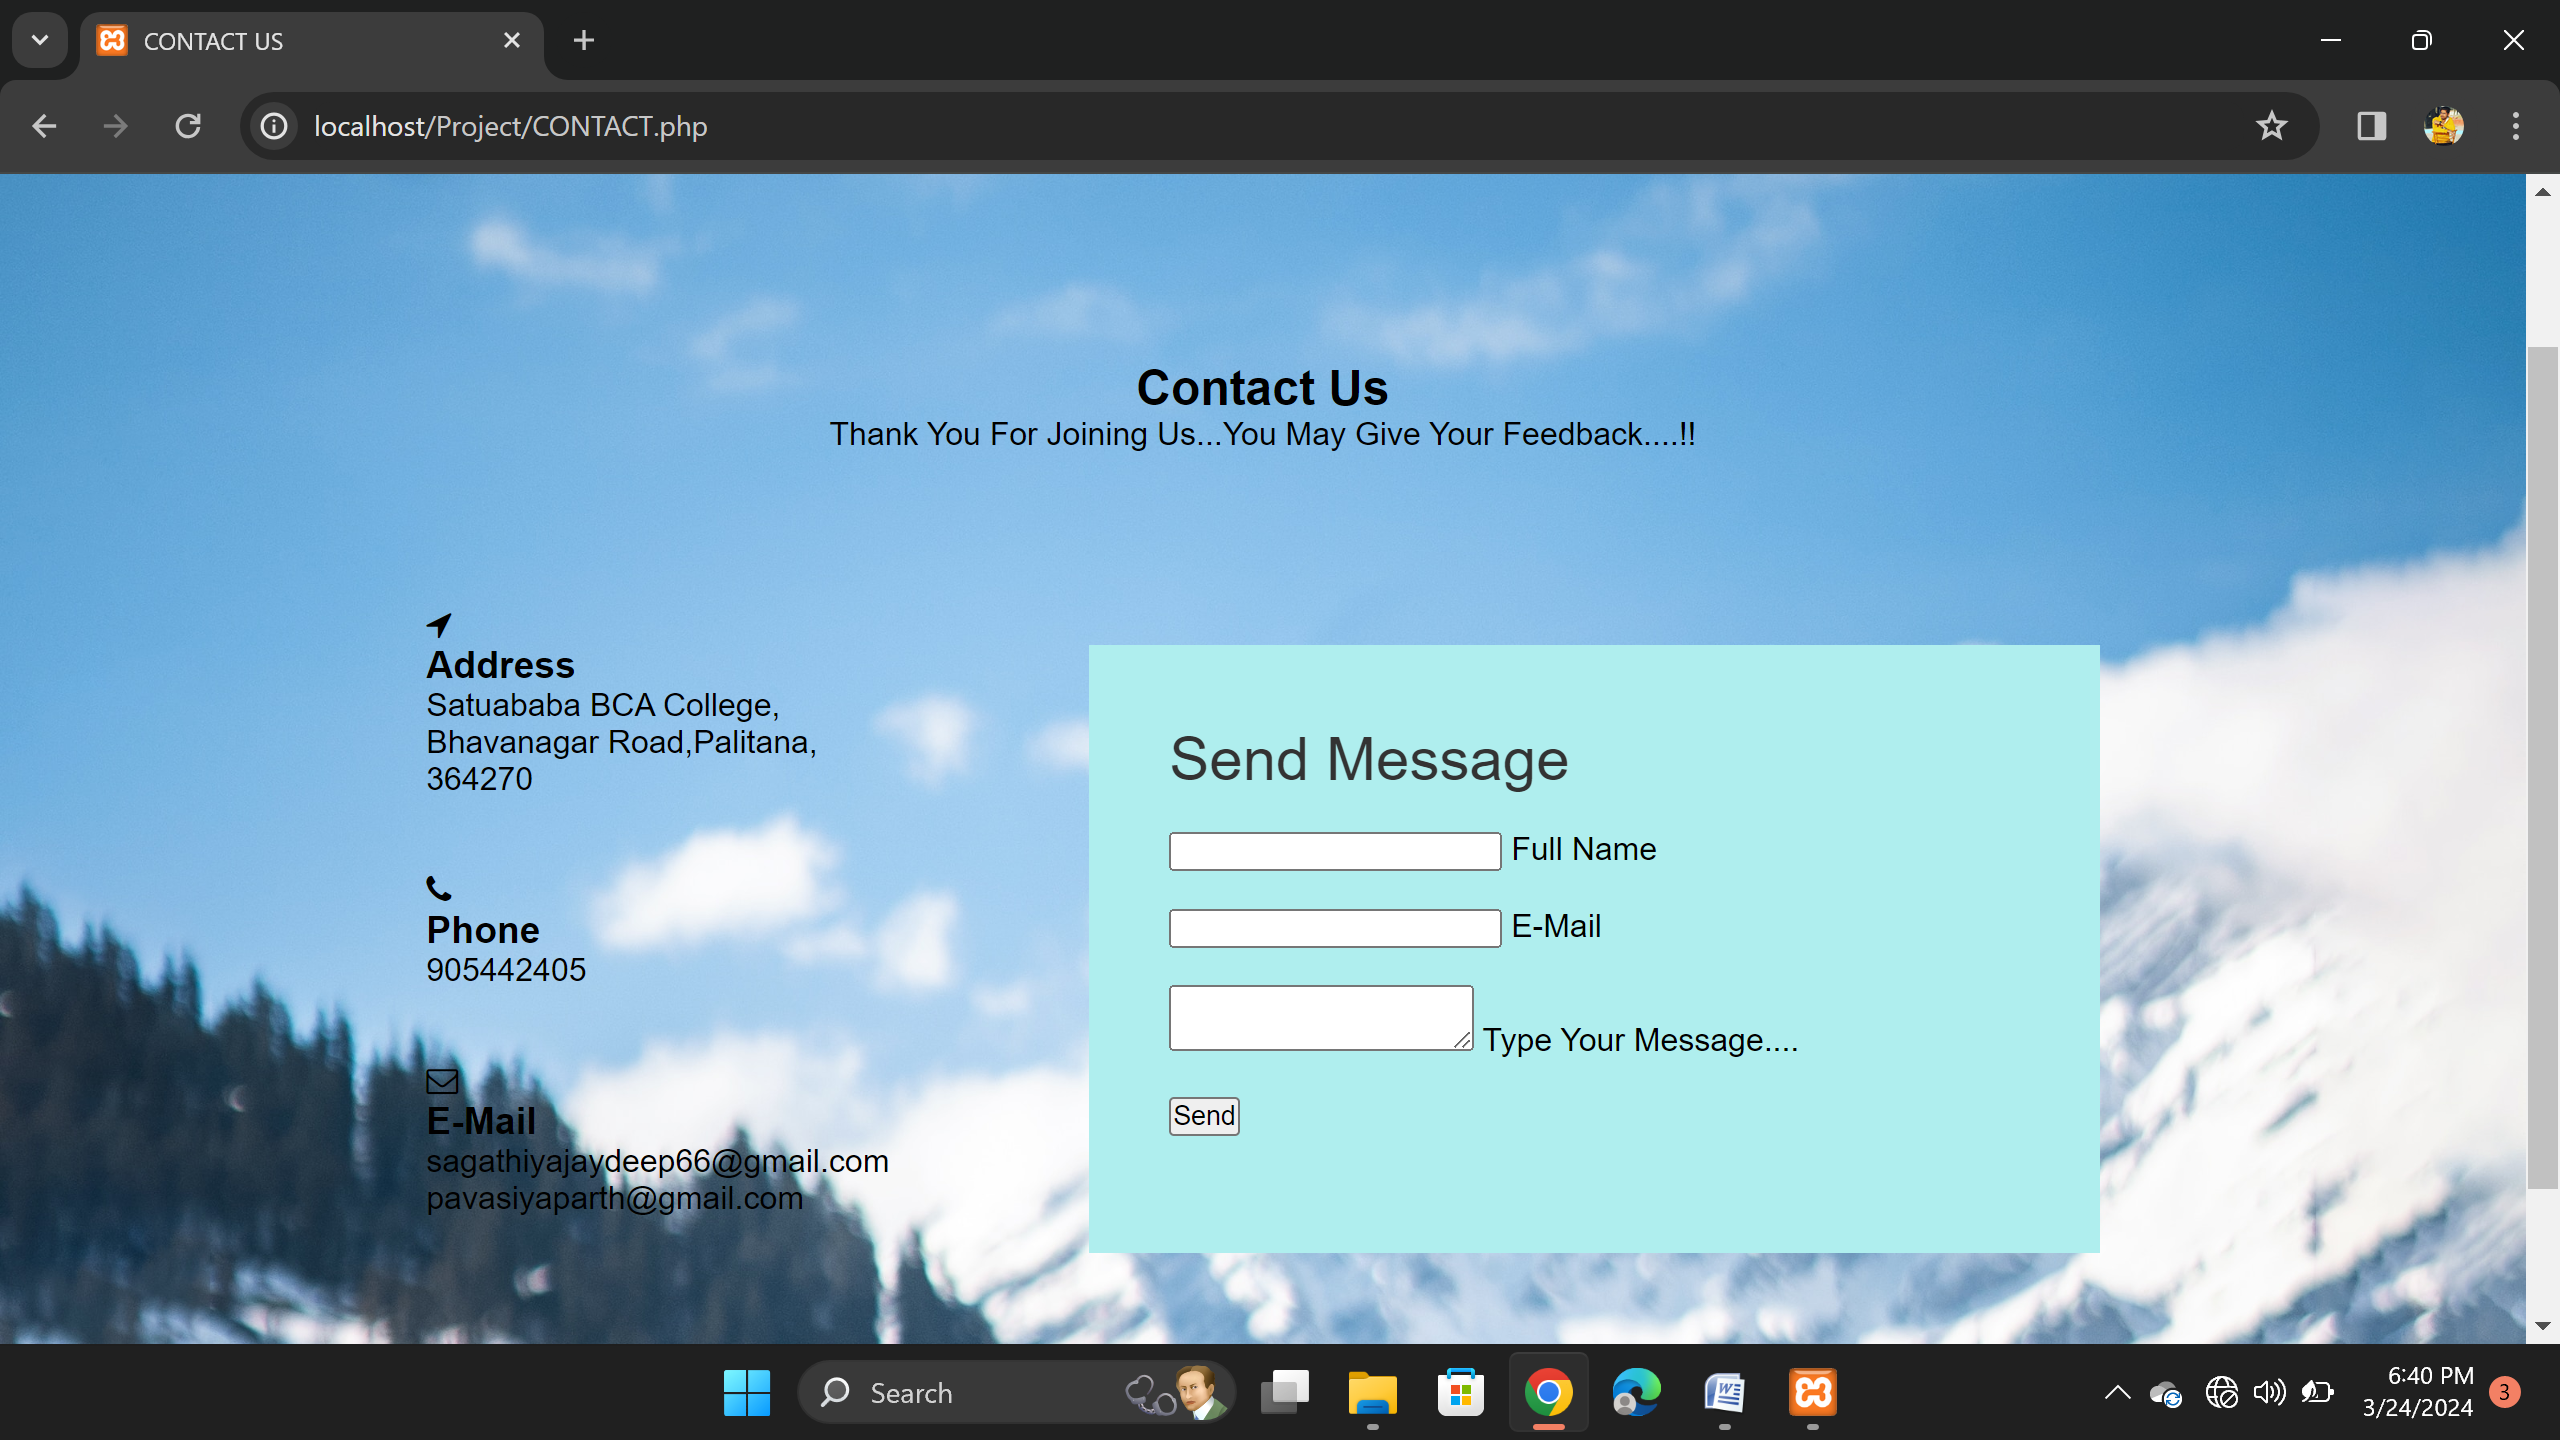 CONTACT US
localhost/Project/CONTACT.php
Contact Us
Thank You For Joining Us...You May Give Your Feedback....!!
Address
Satuababa BCA College,
Bhavanagar Road,Palitana,
364270
Phone
905442405
E-Mail
sagathiyajaydeep66@gmail.com
pavasiyaparth@gmail.com
Send Message
Full Name
E-Mail
Type Your Message....
Send
Search
6:40 PM
3/24/2024
3